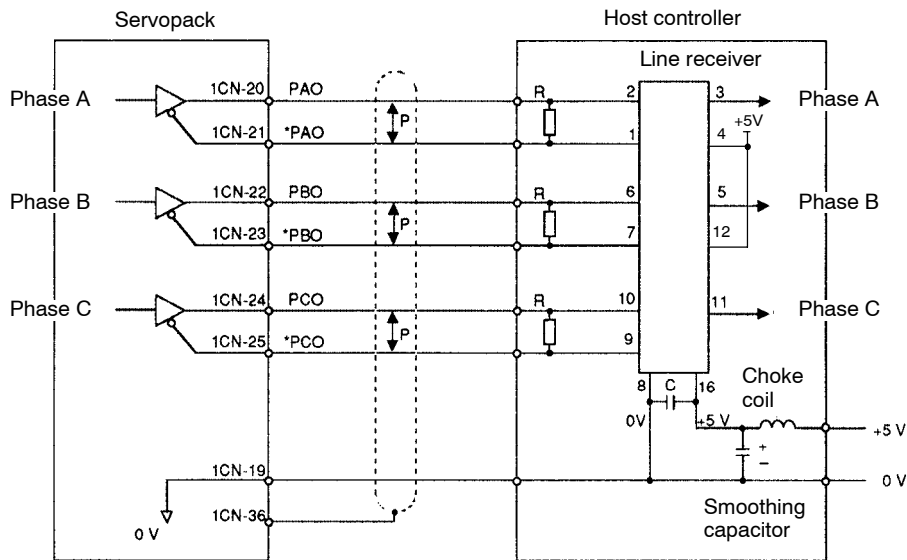 Servopack
Host controller
Line receiver
Phase A
1CN-20
PAO
R
2
3
Phase A
P
+5V
1CN-21
*PAO
1
4
Phase B
1CN-22
PBO
R
6
5
Phase B
P
1CN-23
*PBO
7
12
Phase C
1CN-24
PCO
R
10
11
Phase C
P
1CN-25
*PCO
9
8
C
16
Choke
coil
0V
+5 V
+5 V
+
−
1CN-19
0 V
1CN-36
0 V
Smoothing
capacitor